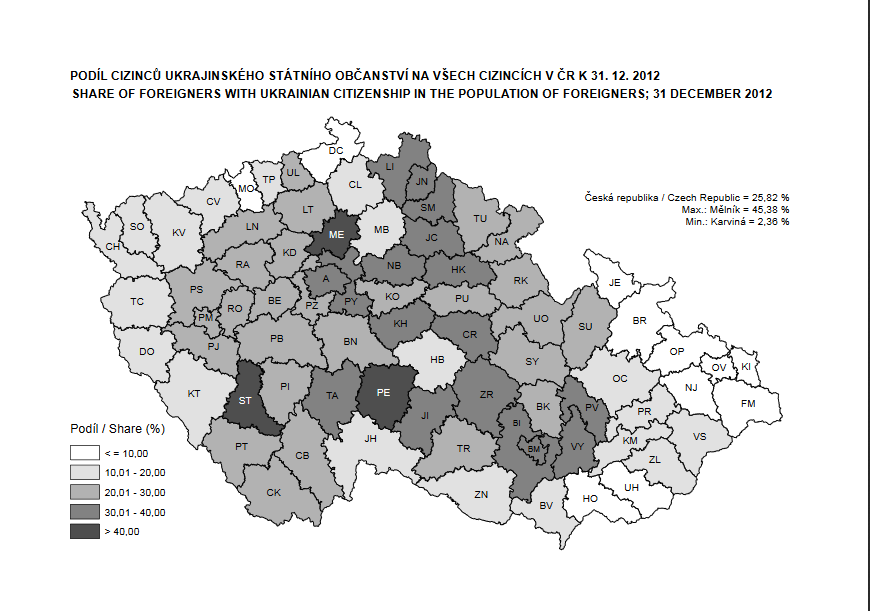 PODÍL CIZINCŮ UKRAJINSKÉHO STÁTNÍHO OBČANSTVÍ NA VŠECH CIZINCÍCH V ČR K 31. 12. 2012
SHARE OF FOREIGNERS WITH UKRAINIAN CITIZENSHIP IN THE POPULATION OF FOREIGNERS; 31 DECEMBER 2012
Česká republika / Czech Republic = 25,82 %
Max.: Mělník = 45,38 %
Min.: Karviná = 2,36 %
DC
LI
UL
TP
MO
CL
JN
CV
LT
SM
TU
SO
KV
LN
ME
MB
JC
NA
CH
KD
RA
NB
HK
RK
JE
A
TC
PS
RO
BE
PZ
PY
KO
PU
PM
UO
SU
BR
KH
CR
DO
PJ
PB
BN
HB
SY
OP
OV
KI
KT
ST
PI
TA
PE
ZR
OC
NJ
FM
JI
BK
PV
PR
BI
PT
CB
JH
TR
BM
VY
KM
VS
ZL
CK
ZN
BV
HO
UH
Podíl / Share (%)
< = 10,00
10,01 - 20,00
20,01 - 30,00
30,01 - 40,00
> 40,00